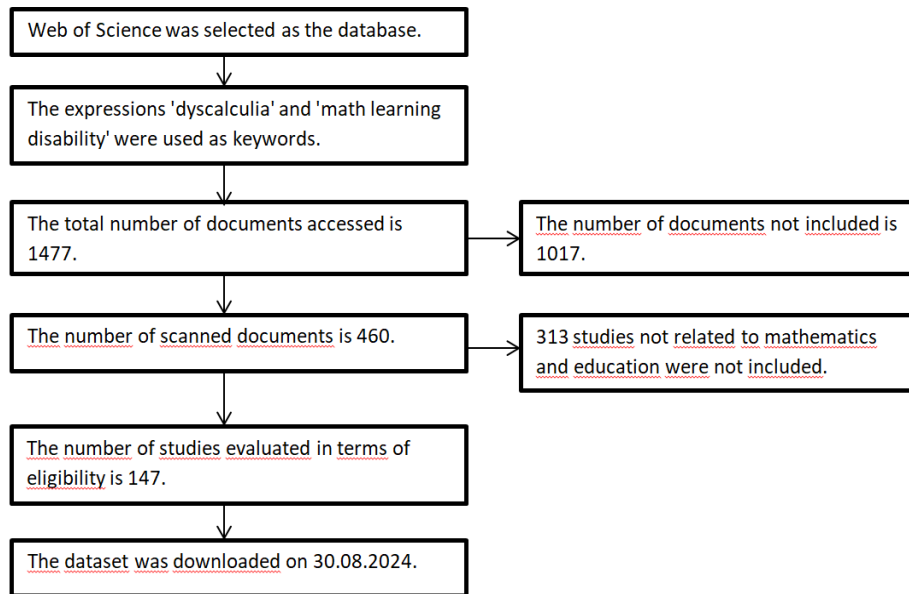 Web of Science was selected as the database.
The expressions 'dyscalculia' and 'math learning
disability' were used as keywords.
The total number of documents accessed is
1477.
The number of documents not included is
1017.
The number of scanned documents is 460.
313 studies not related to mathematics
and education were not included.
The number of studies evaluated in terms of
eligibility is 147.
The dataset was downloaded on 30.08.2024.